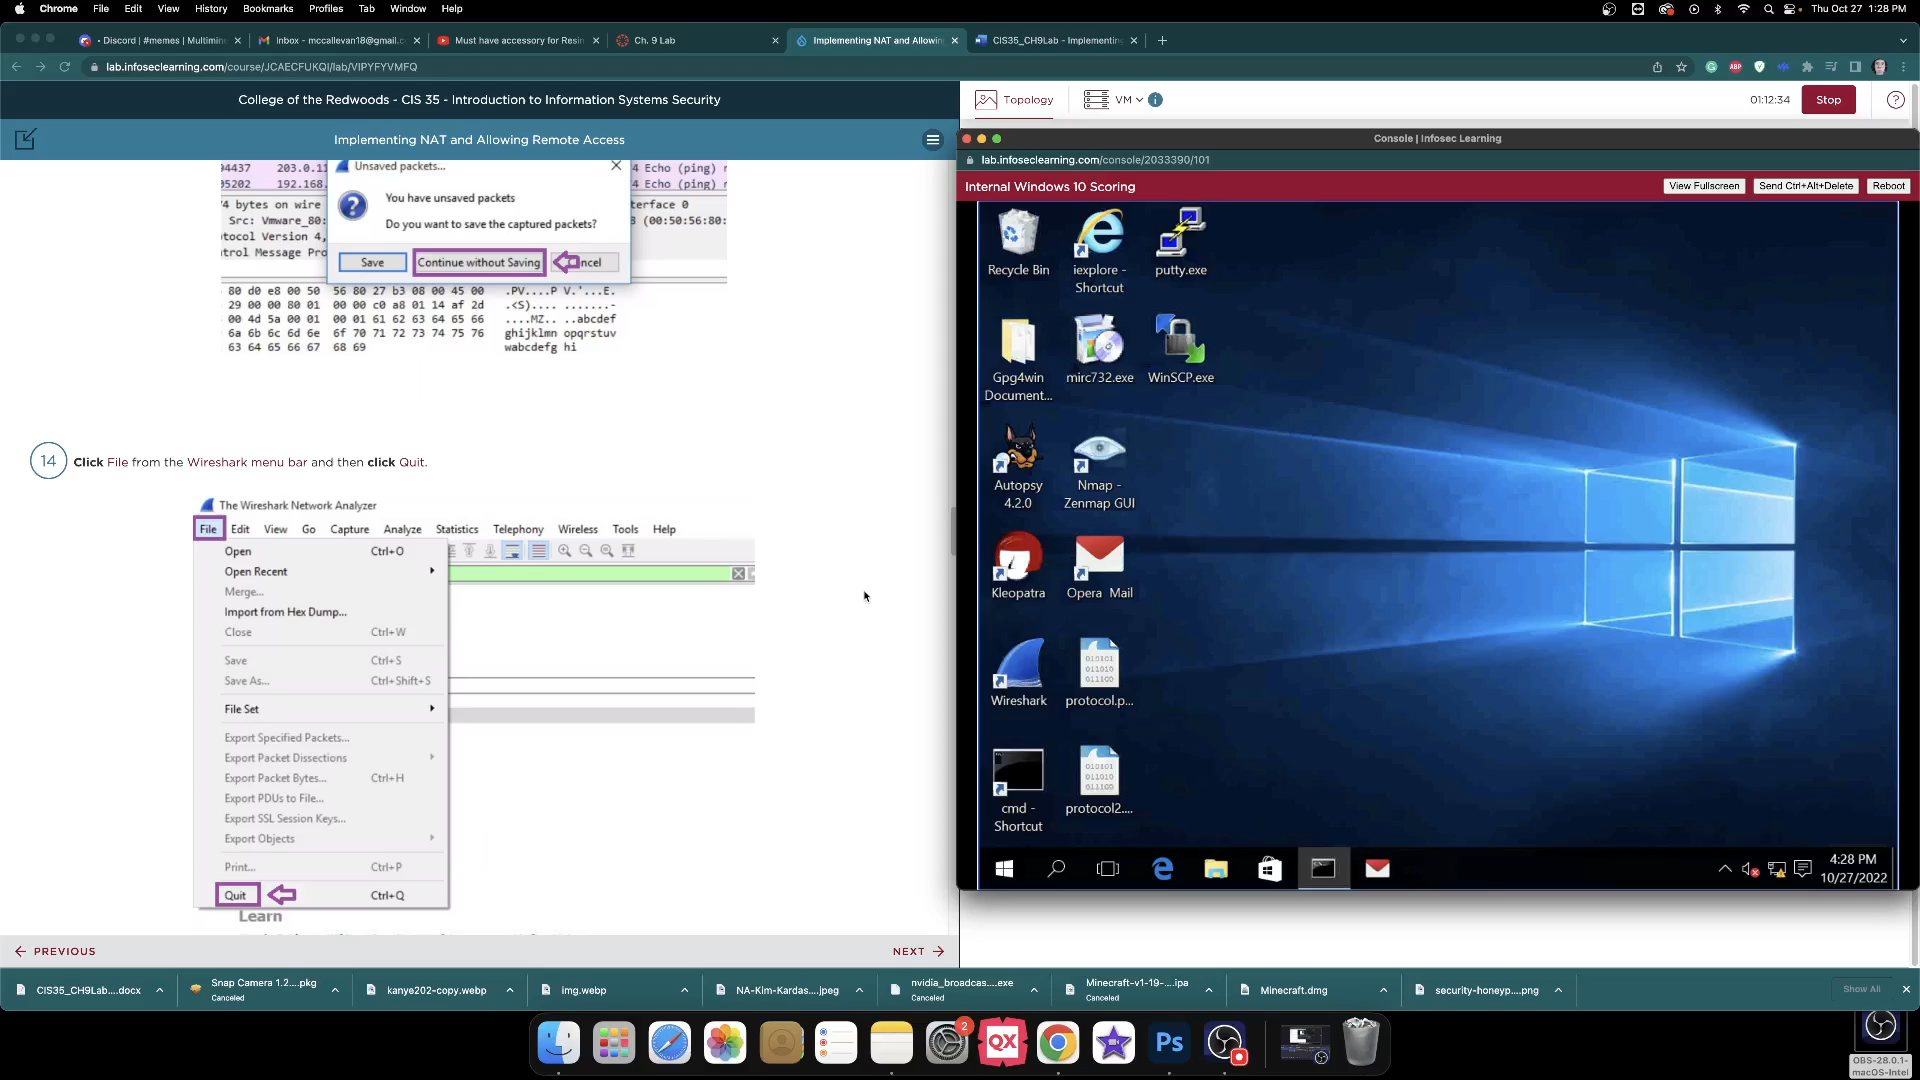 Chrome File Edit View History Bookmarks Profiles Tab Window Help
2
Thu Oct 27 1:28 PM
• Discord | #memes | Multimin
Inbox - mccallevan18@gmail.c
Must have accessory for Resin
Ch. 9 Lab
Implementing NAT and Allowin
CIS35_CH9Lab - Implementing
lab.infoseclearning.com/course/JCAECFUKQI/lab/VIPYFYVMFQ
ABP
College of the Redwoods - CIS 35 - Introduction to Information Systems Security
Topology
VM
01:12:34
Stop
Implementing NAT and Allowing Remote Access
Console | Infosec Learning
lab.infoseclearning.com/console/2033390/101
Internal Windows 10 Scoring
View Fullscreen
Send Ctrl+Alt+Delete
Reboot
04437 203.0.11
05202 192.168.
Unsaved packets...
4 Echo (ping) r
4 Echo (ping) r
You have unsaved packets
'4 bytes on wire
terface 0
Src: Vmware_80:
(00:50:56:80:
Do you want to save the captured packets?
tocol Version 4,
trol Message Pro
Save
Continue without Saving
ncel
80 d0 e8 00 50 56 80 27 b3 08 00 45 00 .PV....P V.'...E.
29 00 00 80 01 00 00 c0 a8 01 14 af 2d .<S).... .......-
00 4d 5a 00 01 00 01 61 62 63 64 65 66 ....MZ.. ..abcdef
6a 6b 6c 6d 6e 6f 70 71 72 73 74 75 76 ghijklmn opqrstuv
63 64 65 66 67 68 69 wabcdefg hi
14 Click File from the Wireshark menu bar and then click Quit.
The Wireshark Network Analyzer
File Edit View Go Capture Analyze Statistics Telephony Wireless Tools Help
Open Ctrl+O
Open Recent
Merge...
Import from Hex Dump...
Close Ctrl+W
Save Ctrl+S
Save As... Ctrl+Shift+S
File Set
Export Specified Packets...
Export Packet Dissections
Export Packet Bytes... Ctrl+H
Export PDUs to File...
Export SSL Session Keys...
Export Objects
Print... Ctrl+P
Quit Ctrl+Q
Learn
PREVIOUS
NEXT
Recycle Bin
iexplore - Shortcut
putty.exe
Gpg4win Document...
mirc732.exe
WinSCP.exe
Autopsy 4.2.0
Nmap - Zenmap GUI
Kleopatra
Opera Mail
Wireshark
protocol.p...
cmd - Shortcut
protocol2....
4:28 PM
10/27/2022
CIS35_CH9Lab....docx
Snap Camera 1.2....pkg
Canceled
kanye202-copy.webp
img.webp
NA-Kim-Kardas....jpeg
nvidia_broadcas....exe
Canceled
Minecraft-v1-19-....ipa
Canceled
Minecraft.dmg
security-honeyp....png
Show All
2
QX
Ps
OBS-28.0.1-
macOS-Intel